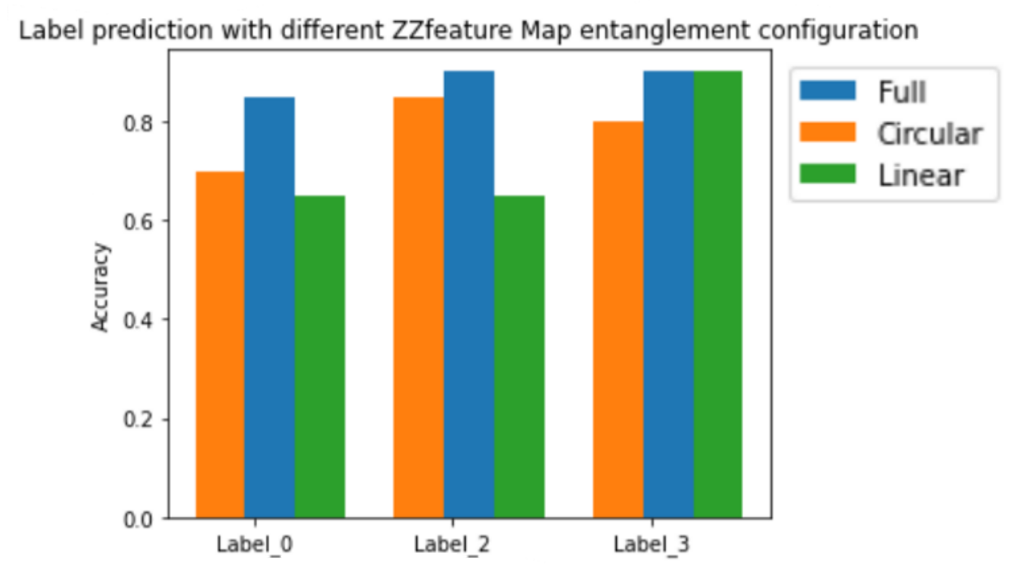 Label prediction with different ZZfeature Map entanglement configuration
Full
Circular
Linear
Accuracy
0.8
0.6
0.4
0.2
0.0
Label_0
Label_2
Label_3